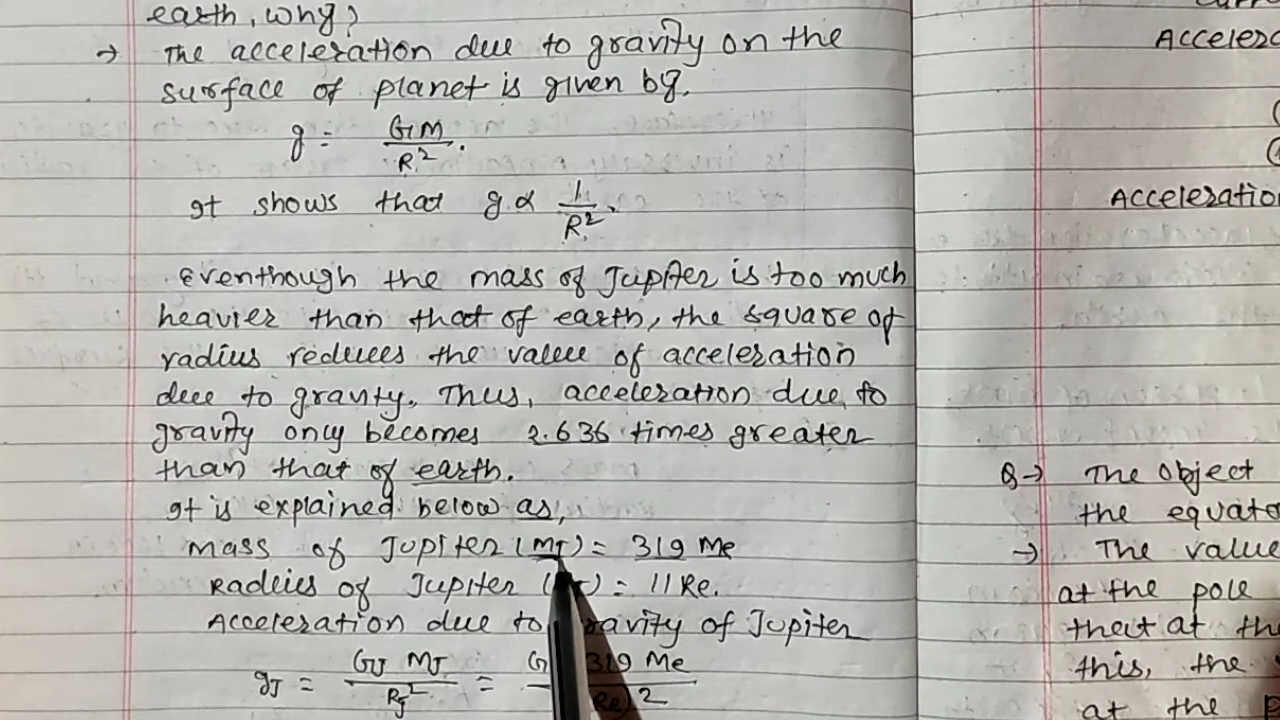 earth, why?
→ The acceleration due to gravity on the
surface of planet is given by.
g = GM / R².
It shows that g ∝ 1 / R².
Eventhough the mass of Jupiter is too much
heavier than that of earth, the square of
radius reduces the value of acceleration
due to gravity. Thus, acceleration due to
gravity only becomes 2.636 times greater
than that of earth.
It is explained below as,
mass of Jupiter (MJ) = 319 Me
Radius of Jupiter = 11 Re.
Acceleration due to gravity of Jupiter
gJ = G MJ / RJ² = 319 Me / Re) 2
Acceleratio
Q→ The object
the equato
→ The value
at the pole
that at th
this, the
at the